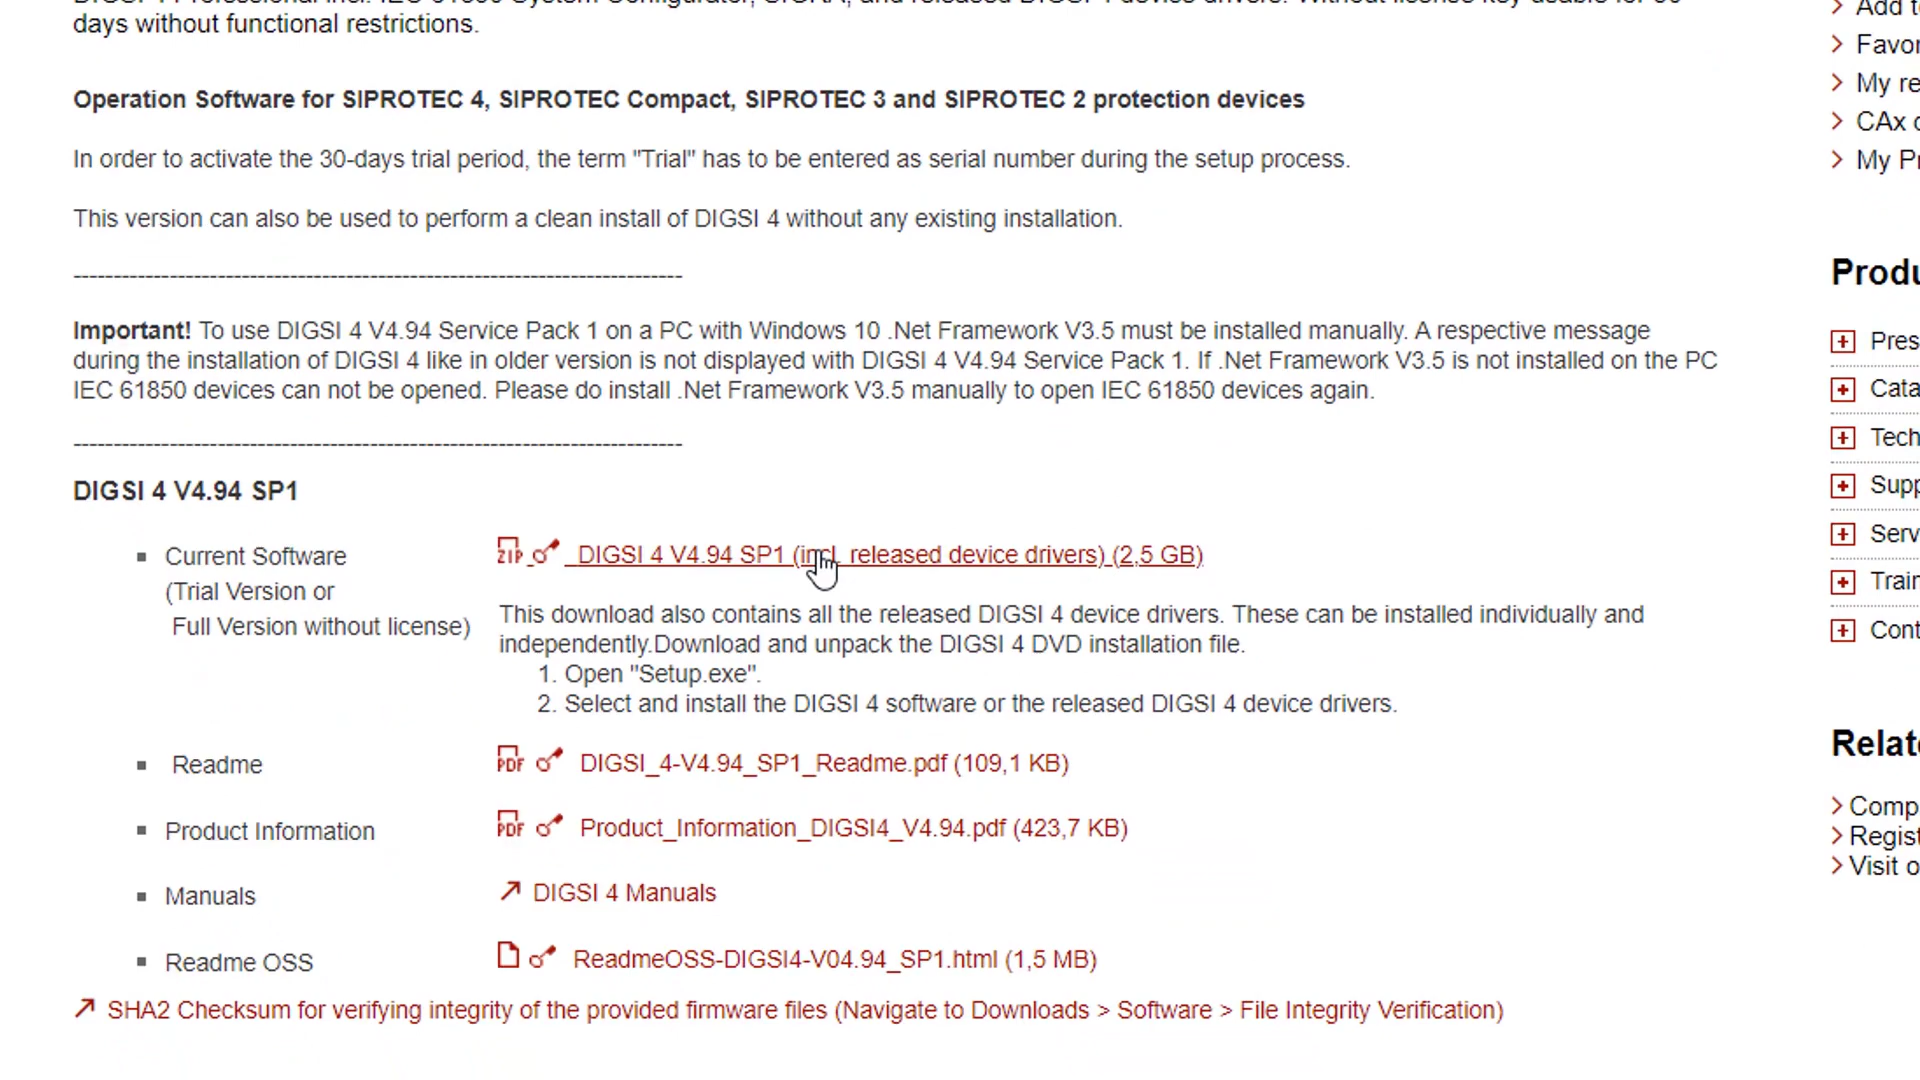 days without functional restrictions.
Operation Software for SIPROTEC 4, SIPROTEC Compact, SIPROTEC 3 and SIPROTEC 2 protection devices
In order to activate the 30-days trial period, the term "Trial" has to be entered as serial number during the setup process.
This version can also be used to perform a clean install of DIGSI 4 without any existing installation.
----------------------------------------------------------------------------
Important! To use DIGSI 4 V4.94 Service Pack 1 on a PC with Windows 10 .Net Framework V3.5 must be installed manually. A respective message
during the installation of DIGSI 4 like in older version is not displayed with DIGSI 4 V4.94 Service Pack 1. If .Net Framework V3.5 is not installed on the PC
IEC 61850 devices can not be opened. Please do install .Net Framework V3.5 manually to open IEC 61850 devices again.
----------------------------------------------------------------------------
DIGSI 4 V4.94 SP1
Current Software
(Trial Version or
Full Version without license)
ZIP DIGSI 4 V4.94 SP1 (incl. released device drivers) (2,5 GB)
This download also contains all the released DIGSI 4 device drivers. These can be installed individually and
independently.Download and unpack the DIGSI 4 DVD installation file.
1. Open "Setup.exe".
2. Select and install the DIGSI 4 software or the released DIGSI 4 device drivers.
Readme
PDF DIGSI_4-V4.94_SP1_Readme.pdf (109,1 KB)
Product Information
PDF Product_Information_DIGSI4_V4.94.pdf (423,7 KB)
Manuals
DIGSI 4 Manuals
Readme OSS
ReadmeOSS-DIGSI4-V04.94_SP1.html (1,5 MB)
SHA2 Checksum for verifying integrity of the provided firmware files (Navigate to Downloads > Software > File Integrity Verification)
Add t
Favor
My re
CAx
My Pr
Produ
Pres
Cata
Tech
Supp
Serv
Train
Cont
Relat
Comp
Regist
Visit o